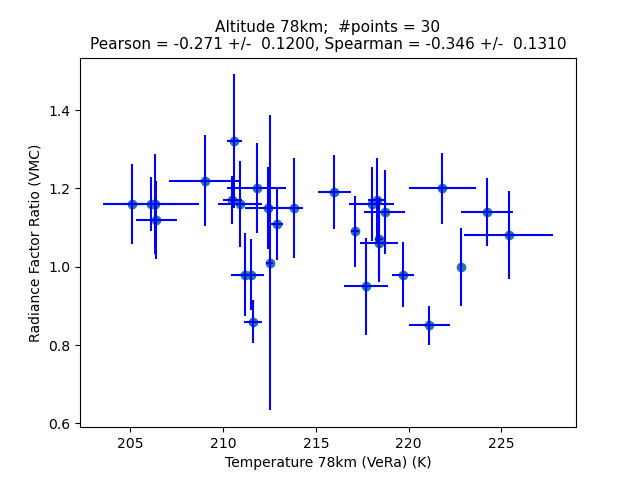 Altitude 78km;  #points = 30
Pearson = -0.271 +/-  0.1200, Spearman = -0.346 +/-  0.1310
1.4
1.2
1.0
0.8
0.6
Radiance Factor Ratio (VMC)
205 210 215 220 225
Temperature 78km (VeRa) (K)